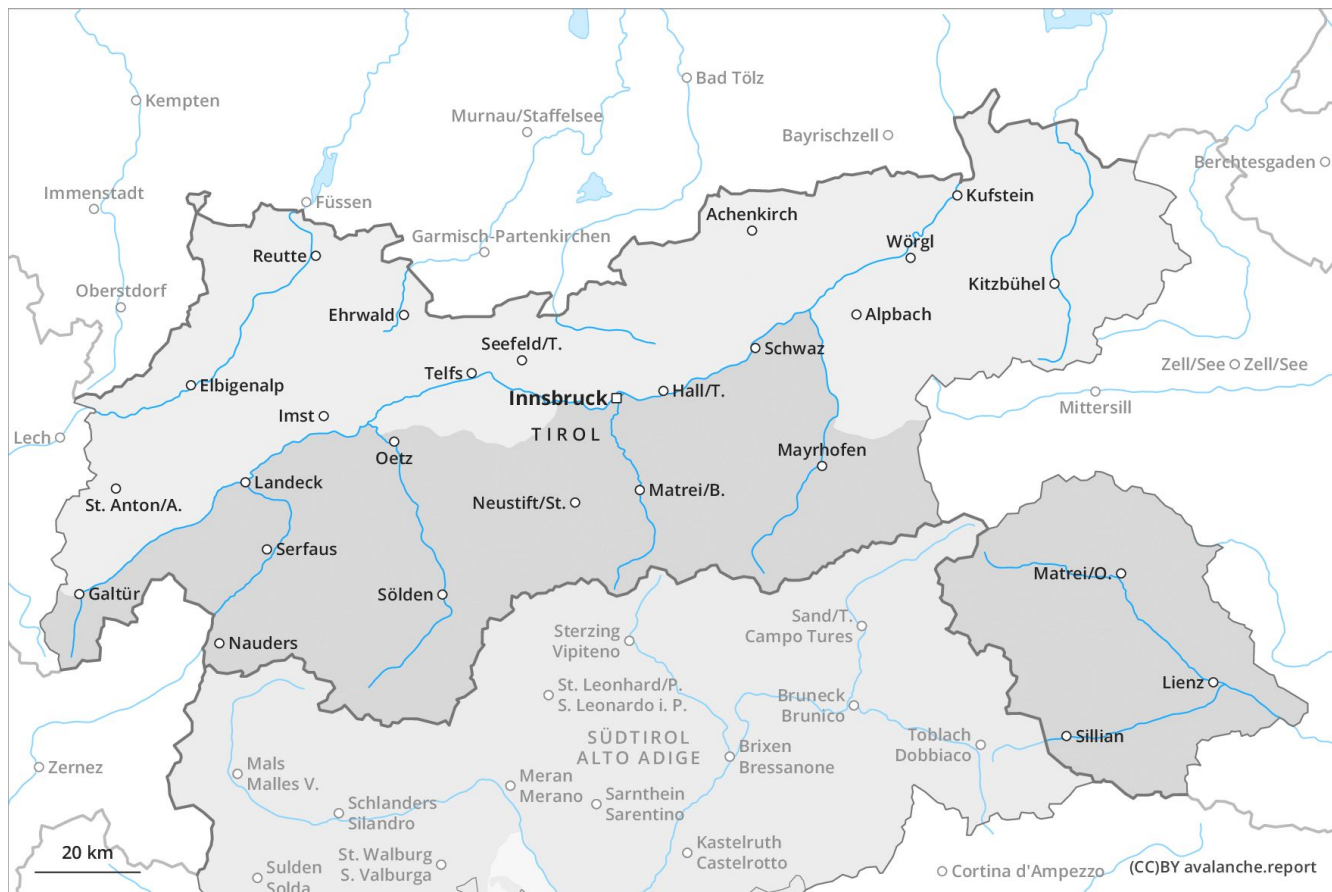 Bad Tölz
Kempten
Murnau/Staffelsee
Bayrischzell
Berchtesgaden
Immenstadt
Füssen
Kufstein
Achenkirch
Garmisch-Partenkirchen
Wörgl
Reutte
Kitzbühel
Oberstdorf
Ehrwald
Alpbach
Seefeld/T.
Schwaz
Zell/See
Zell/See
Telfs
Elbigenalp
Hall/T.
Innsbruck
Mittersill
Imst
TIROL
Lech
Oetz
Mayrhofen
Landeck
Matrei/B.
St. Anton/A.
Neustift/St.
Serfaus
Matrei/O.
Galtür
Sölden
Sand/T.
Campo Tures
Sterzing
Vipiteno
Nauders
Lienz
St. Leonhard/P.
S. Leonardo i. P.
Bruneck
Brunico
SÜDTIROL
ALTO ADIGE
Toblach
Dobbiaco
Sillian
Brixen
Bressanone
Zernez
Mals
Malles V.
Meran
Merano
Sarnthein
Sarentino
Schlanders
Silandro
Kastelruth
Castelrotto
20 km
St. Walburg
S. Valburga
Sulden
Solda
Cortina d'Ampezzo
(CC)BY avalanche.report